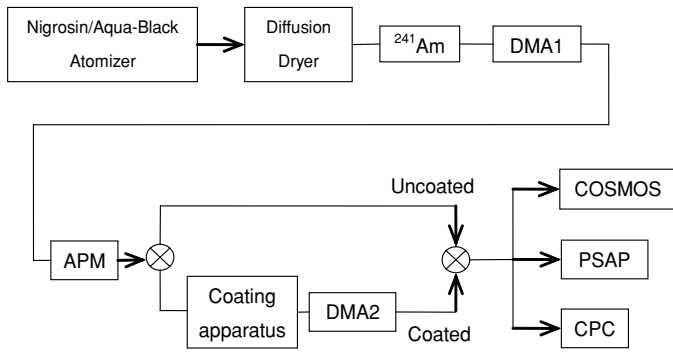 Nigrosin/Aqua-Black
Atomizer
Diffusion
Dryer
²⁴¹Am
DMA1
Uncoated
COSMOS
APM
PSAP
Coating
apparatus
DMA2
Coated
CPC